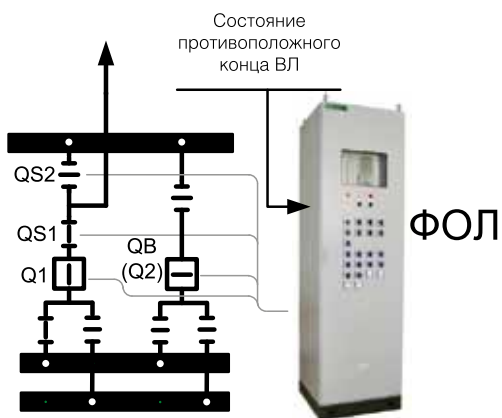 Состояние
противоположного
конца ВЛ
QS2
QS1
Q1
QB
(Q2)
ФОЛ